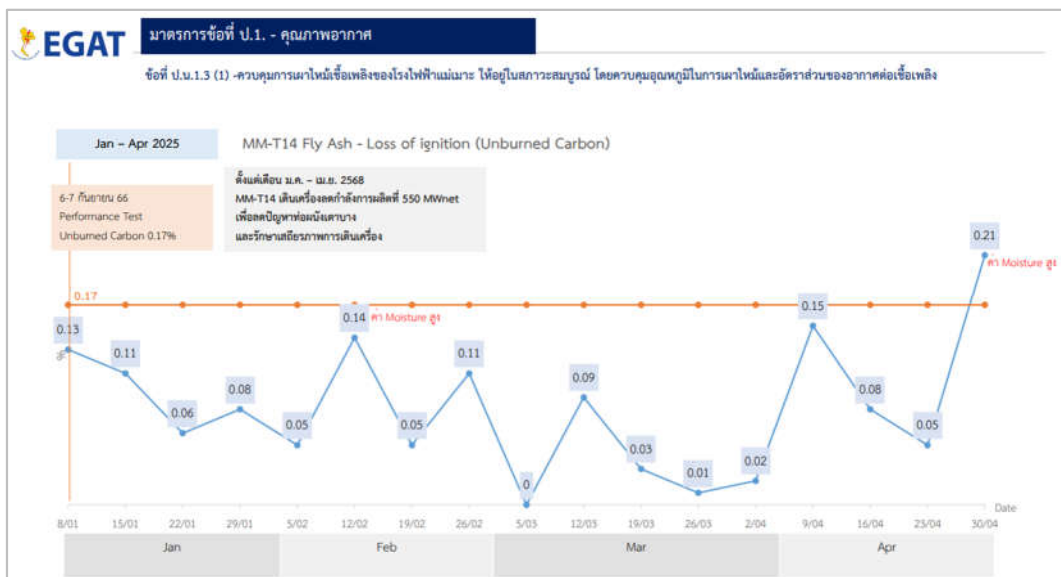 EGAT
มาตรการข้อที่ ป.1. - คุณภาพอากาศ
ข้อที่ ป.น.1.3 (1) -ควบคุมการเผาไหม้เชื้อเพลิงของโรงไฟฟ้าแม่เมาะ ให้อยู่ในสภาวะสมบูรณ์ โดยควบคุมอุณหภูมิในการเผาไหม้และอัตราส่วนของอากาศต่อเชื้อเพลิง
Jan – Apr 2025
MM-T14 Fly Ash - Loss of ignition (Unburned Carbon)
6-7 กันยายน 66
Performance Test
Unburned Carbon 0.17%
ตั้งแต่เดือน ม.ค. – เม.ย. 2568
MM-T14 เดินเครื่องลดกำลังการผลิตที่ 550 MWnet
เพื่อลดปัญหาท่อผนังเตาบาง
และรักษาเสถียรภาพการเดินเครื่อง
0.21
ค่า Moisture สูง
0.17
0.13
0.11
0.06
0.08
0.05
0.14
ค่า Moisture สูง
0.05
0.11
0
0.09
0.03
0.01
0.02
0.15
0.08
0.05
%
8/01 15/01 22/01 29/01 5/02 12/02 19/02 26/02 5/03 12/03 19/03 26/03 2/04 9/04 16/04 23/04 30/04
Date
Jan Feb Mar Apr